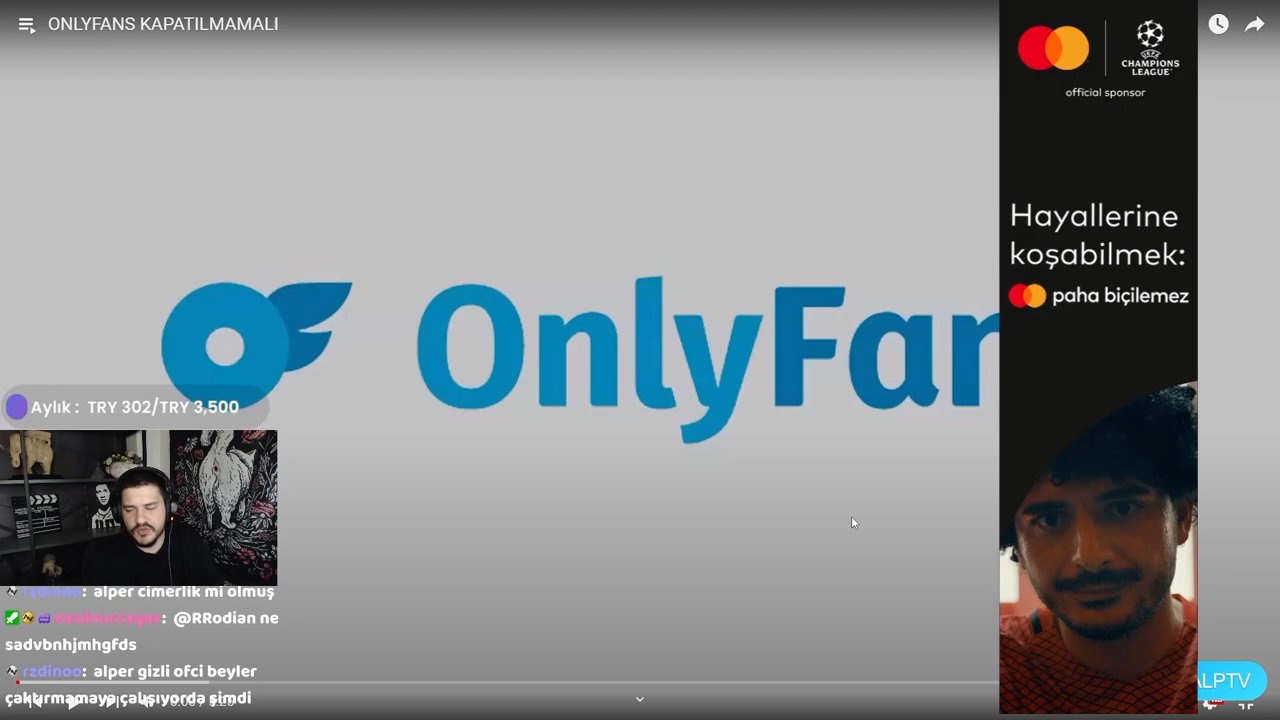 ONLYFANS KAPATILMAMALI
CHAMPIONS
LEAGUE
official sponsor
Hayallerine
koşabilmek:
paha biçilemez
OnlyFan
Aylık : TRY 302/TRY 3,500
rzdinoo: alper cimerlik mi olmuş
: @RRodian ne
sadvbnhjmhgfds
rzdinoo: alper gizli ofci beyler
çaktırmamaya çalışıyorda şimdi
ALPTV